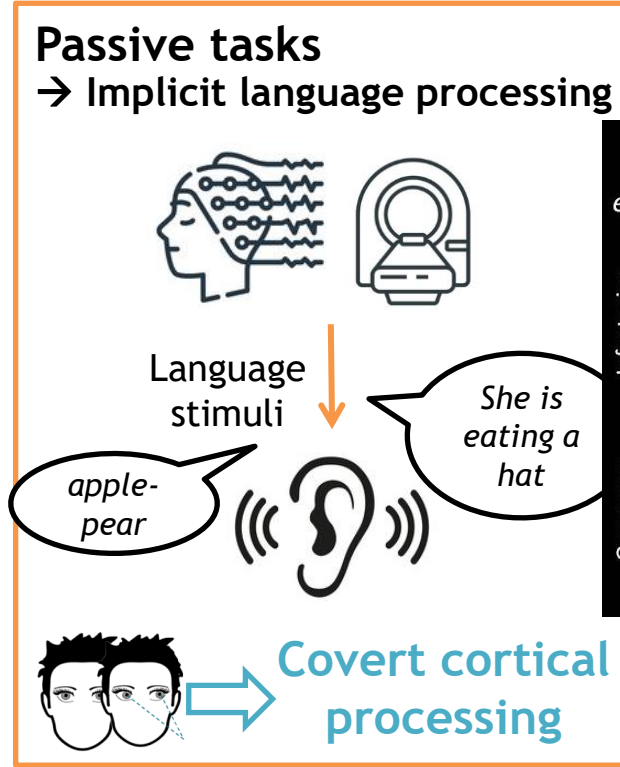 Passive tasks
→ Implicit language processing
Language
stimuli
She is
eating a
hat
apple-
pear
Covert cortical
processing